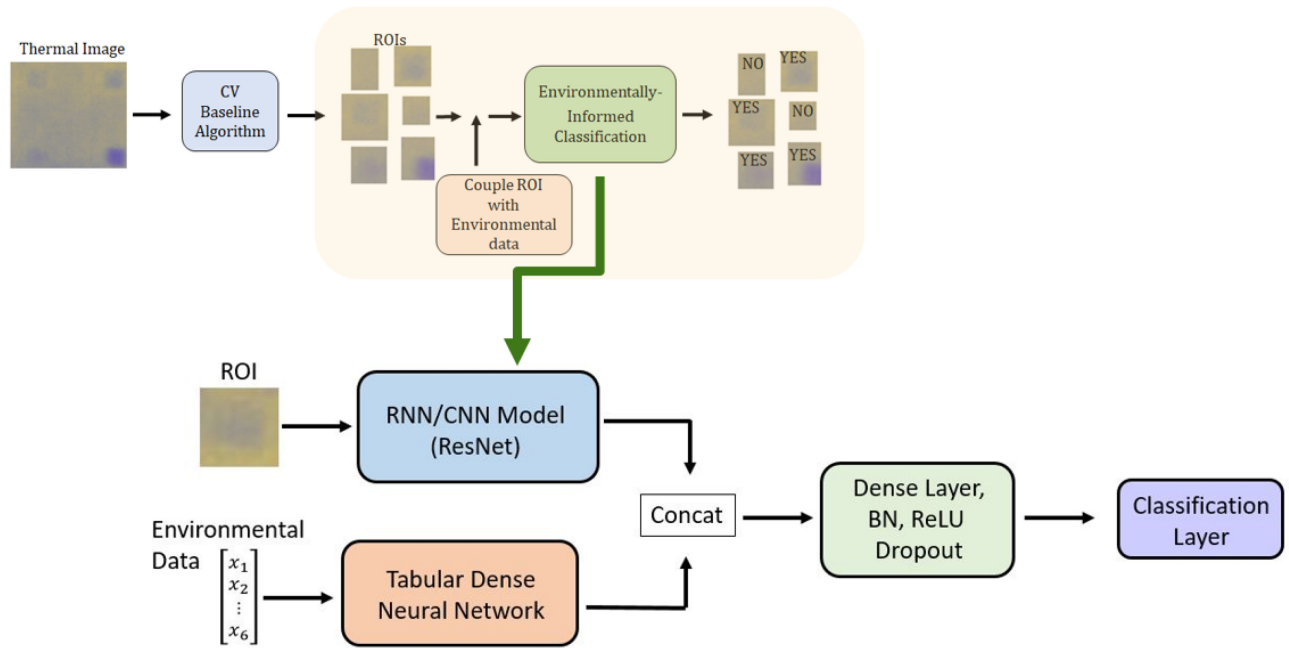 Thermal Image
CV
Baseline
Algorithm
ROIs
Couple ROI
with
Environmental
data
Environmentally-
Informed
Classification
NO
YES
YES
NO
YES
YES
ROI
RNN/CNN Model
(ResNet)
Environmental
Data
x₁
x₂
⋮
x₆
Tabular Dense
Neural Network
Concat
Dense Layer,
BN, ReLU
Dropout
Classification
Layer